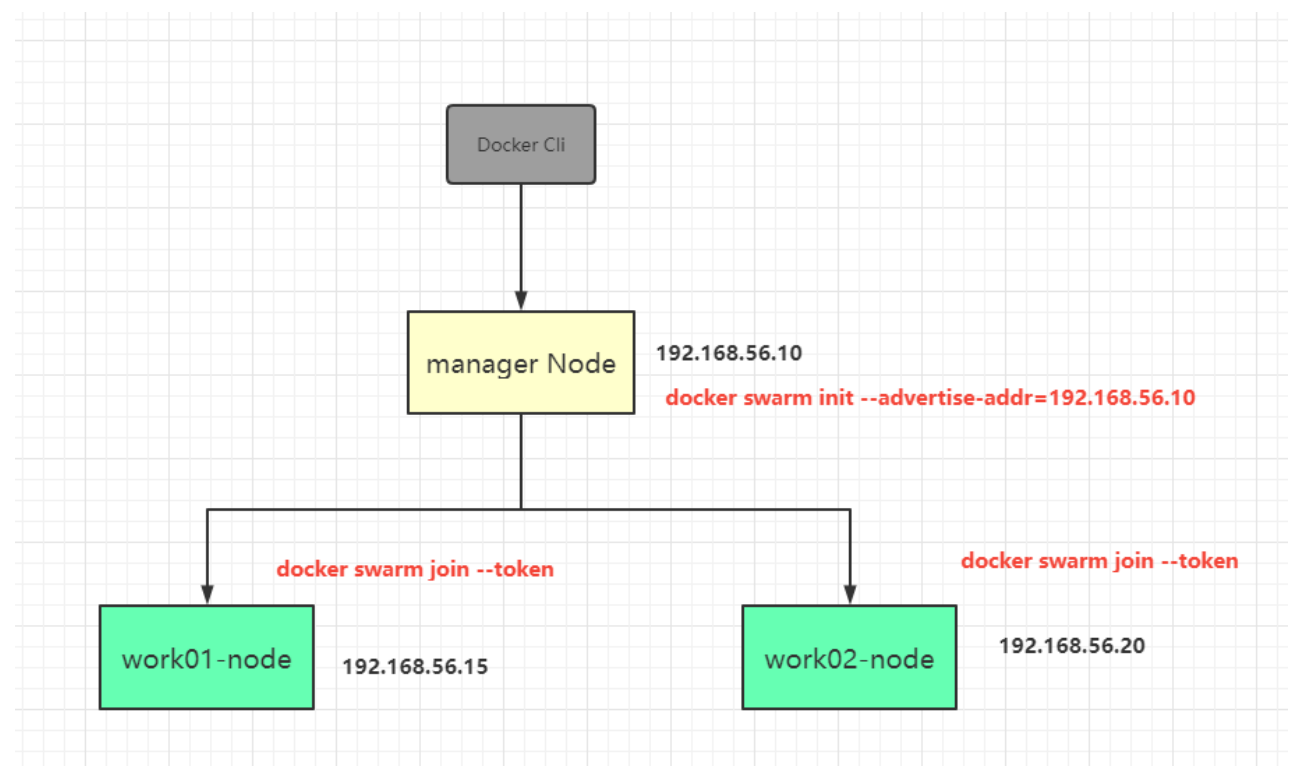 Docker Cli
manager Node
192.168.56.10
docker swarm init --advertise-addr=192.168.56.10
docker swarm join --token
docker swarm join --token
work01-node
192.168.56.15
work02-node
192.168.56.20